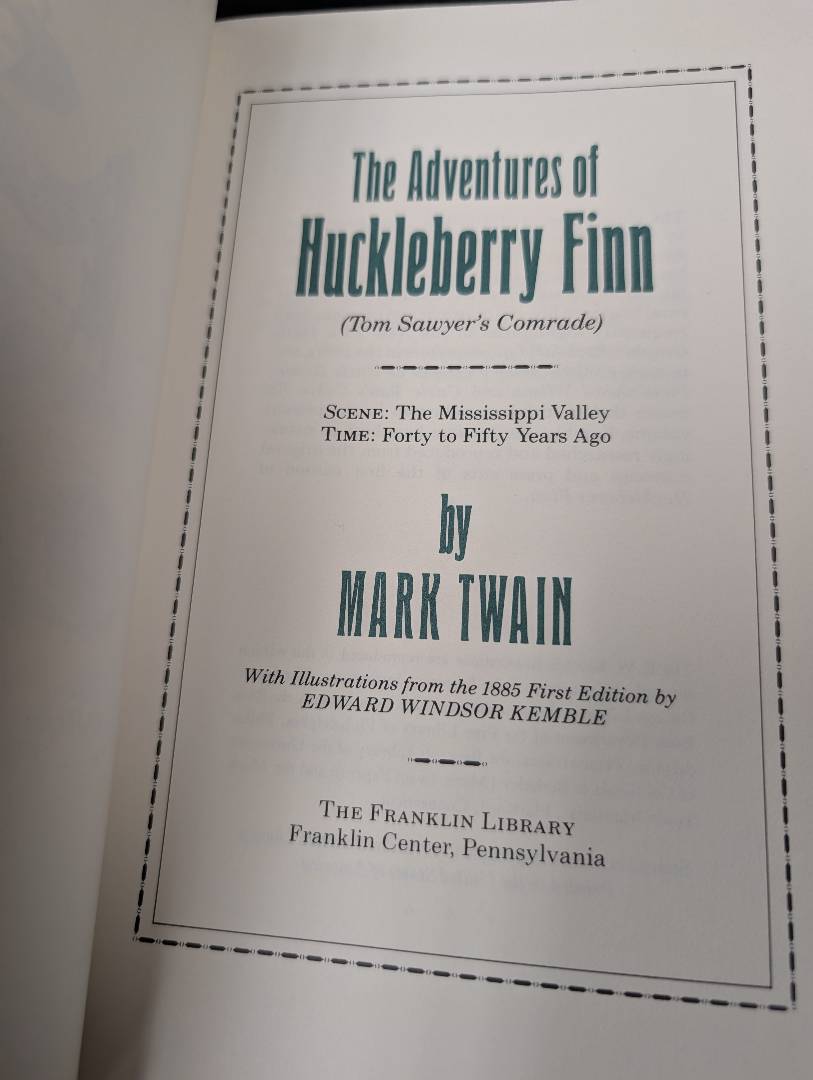 The Adventures of
Huckleberry Finn
(Tom Sawyer's Comrade)
SCENE: The Mississippi Valley
TIME: Forty to Fifty Years Ago
by
MARK TWAIN
With Illustrations from the 1885 First Edition by
EDWARD WINDSOR KEMBLE
THE FRANKLIN LIBRARY
Franklin Center, Pennsylvania